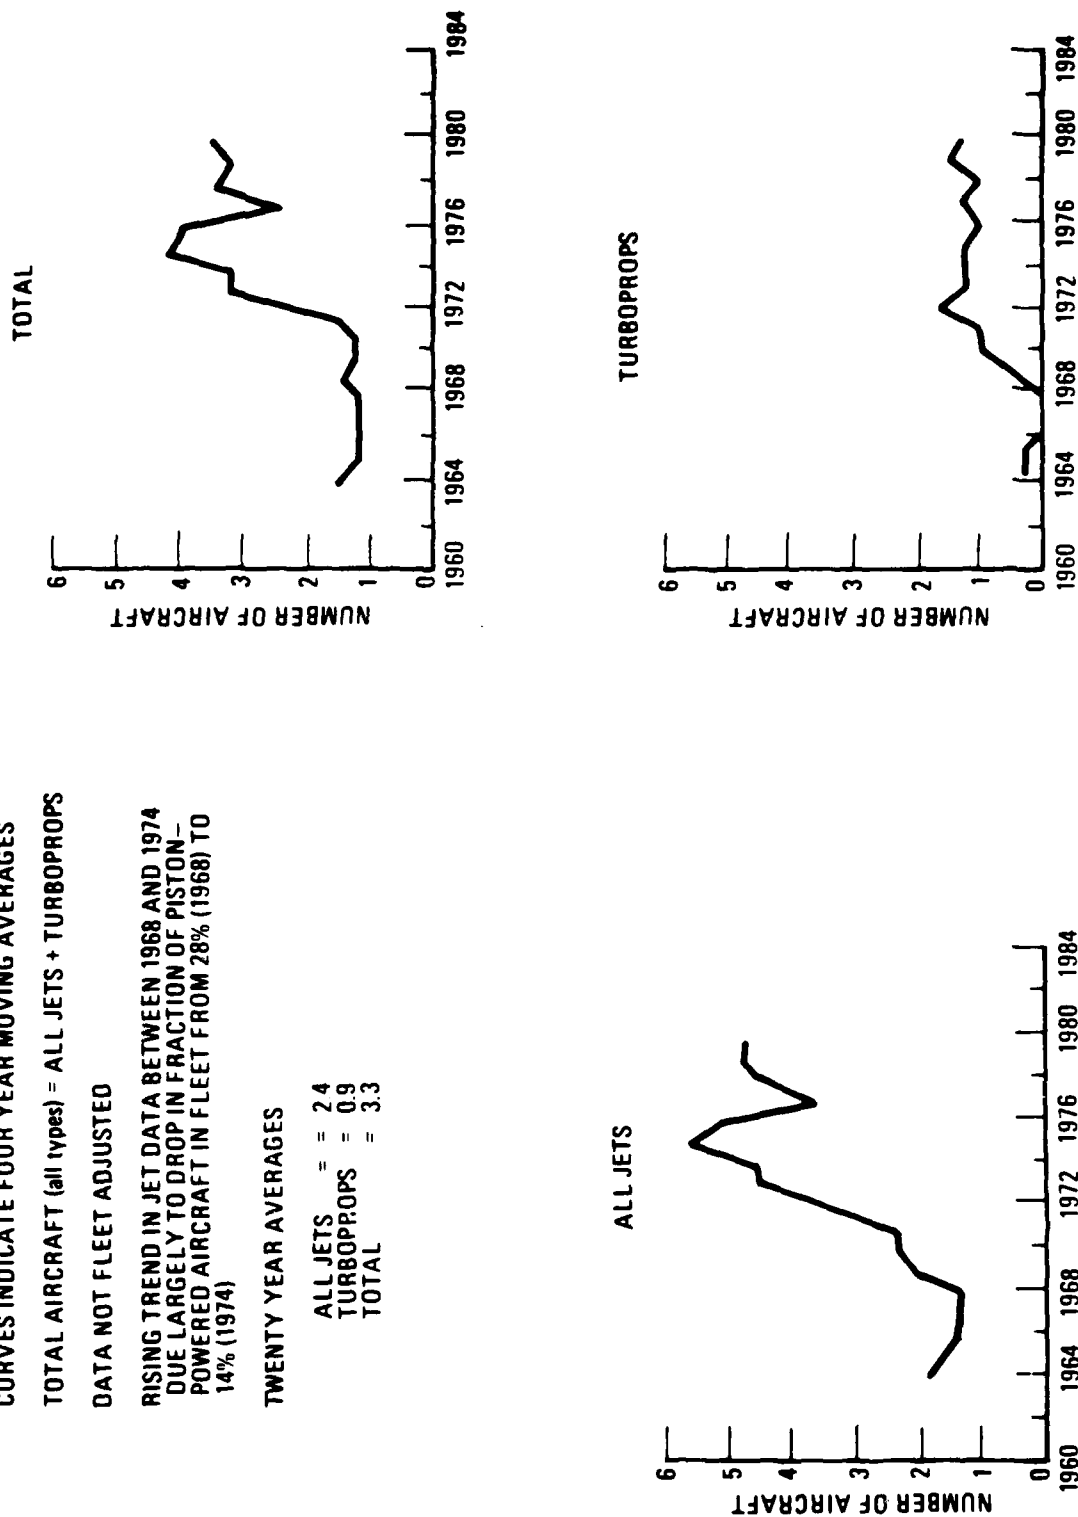 CURVES INDICATE FOUR YEAR MOVING AVERAGES
TOTAL AIRCRAFT (all types) = ALL JETS + TURBOPROPS
DATA NOT FLEET ADJUSTED
RISING TREND IN JET DATA BETWEEN 1968 AND 1974
DUE LARGELY TO DROP IN FRACTION OF PISTON–
POWERED AIRCRAFT IN FLEET FROM 28% (1968) TO
14% (1974)
TWENTY YEAR AVERAGES
ALL JETS = = 2.4
TURBOPROPS = 0.9
TOTAL = 3.3
TOTAL
NUMBER OF AIRCRAFT
6
5
4
3
2
1
0
1960 1964 1968 1972 1976 1980 1984
ALL JETS
NUMBER OF AIRCRAFT
6
5
4
3
2
1
0
1960 1964 1968 1972 1976 1980 1984
TURBOPROPS
NUMBER OF AIRCRAFT
6
5
4
3
2
1
0
1960 1964 1968 1972 1976 1980 1984